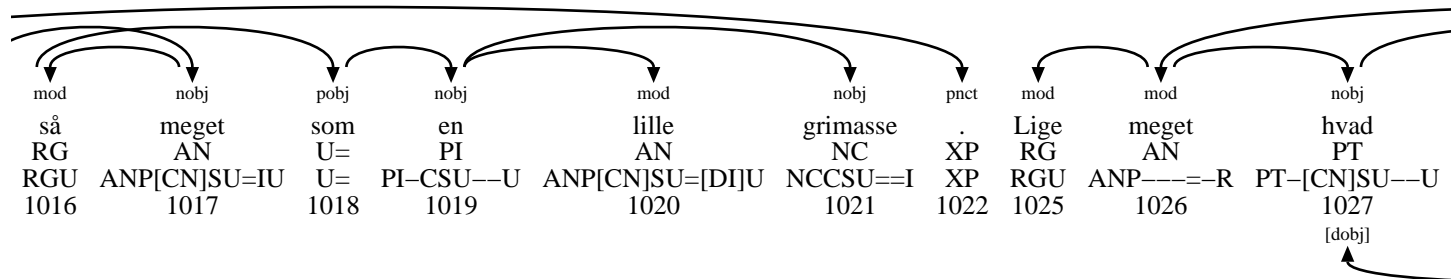 mod nobj pobj nobj mod nobj pnct mod mod nobj
så meget som en lille grimasse . Lige meget hvad
RG AN U= PI AN NC XP RG AN PT
RGU ANP[CN]SU=IU U= PI–CSU––U ANP[CN]SU=[DI]U NCCSU==I XP RGU ANP–––=–R PT–[CN]SU––U
1016 1017 1018 1019 1020 1021 1022 1025 1026 1027
[dobj]